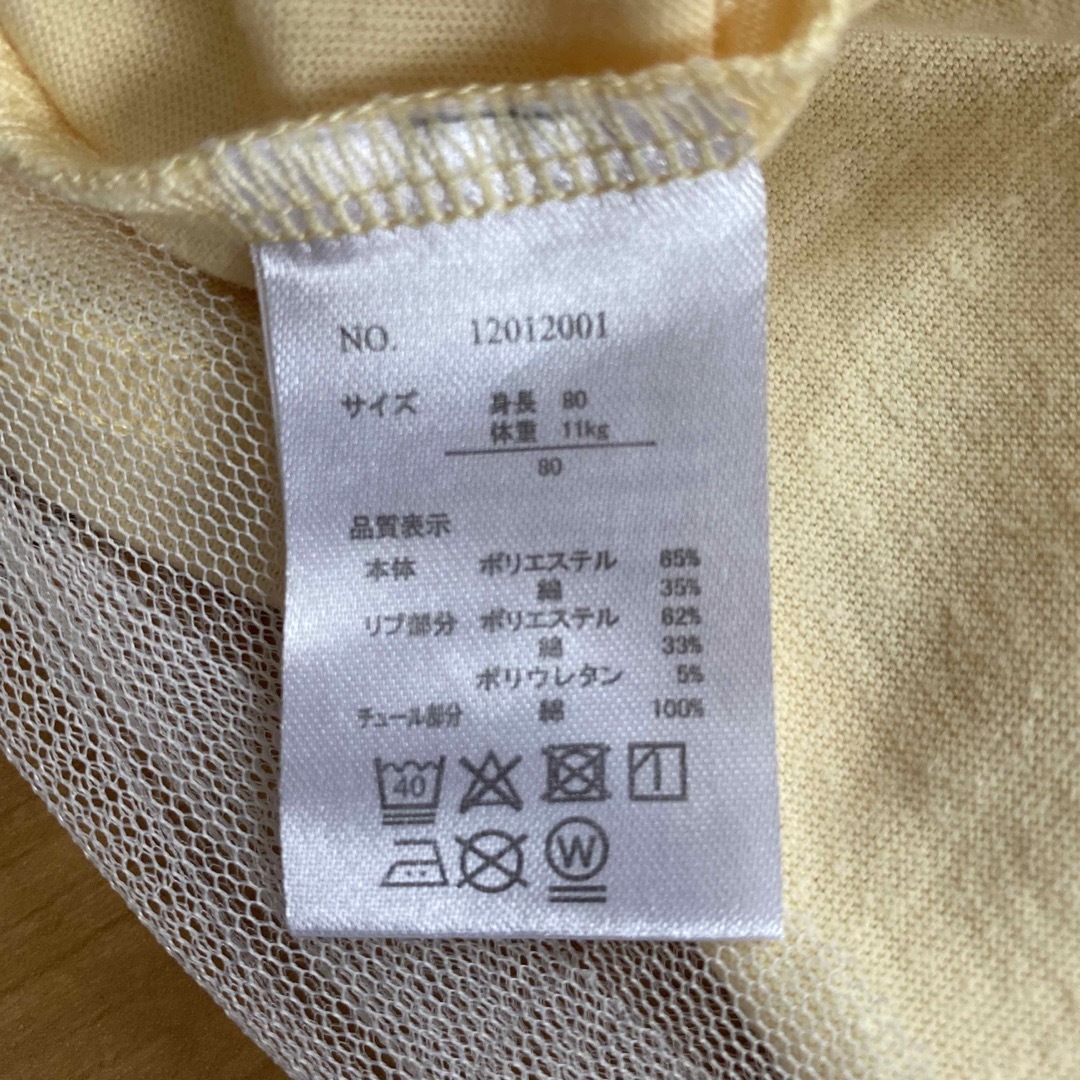 NO. 12012001
サイズ 身長 80
体重 11kg
80
品質表示
本体 ポリエステル 65%
綿 35%
リブ部分 ポリエステル 62%
綿 33%
ポリウレタン 5%
チュール部分 綿 100%
40
W